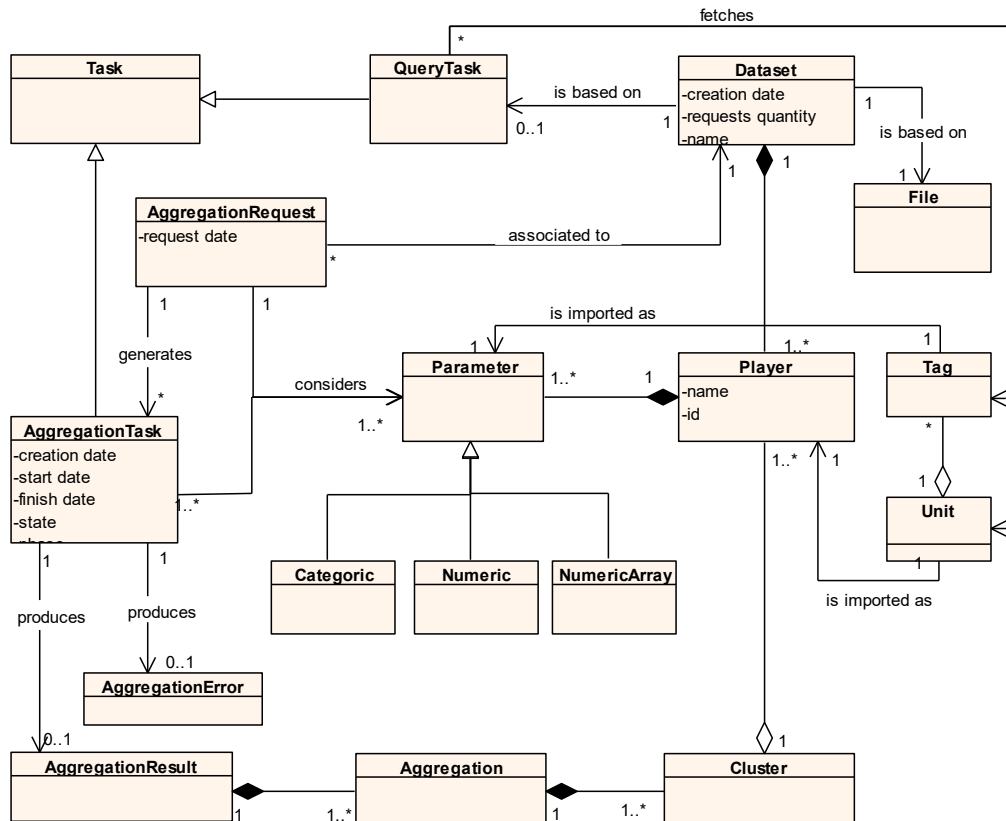 fetches
*
Task
QueryTask
Dataset
-creation date
-requests quantity
-name
is based on
0..1
1
1
is based on
1
File
1
1
AggregationRequest
-request date
associated to
*
1
1
generates
*
considers
1..*
is imported as
1
1
1..*
Parameter
1..*
1
Player
-name
-id
Tag
*
1
Unit
1
AggregationTask
-creation date
-start date
-finish date
-state
1..*
1..*
1
is imported as
Categoric
Numeric
NumericArray
1
1
produces
produces
0..1
AggregationError
0..1
AggregationResult
1
1..*
Aggregation
1
1..*
Cluster
1